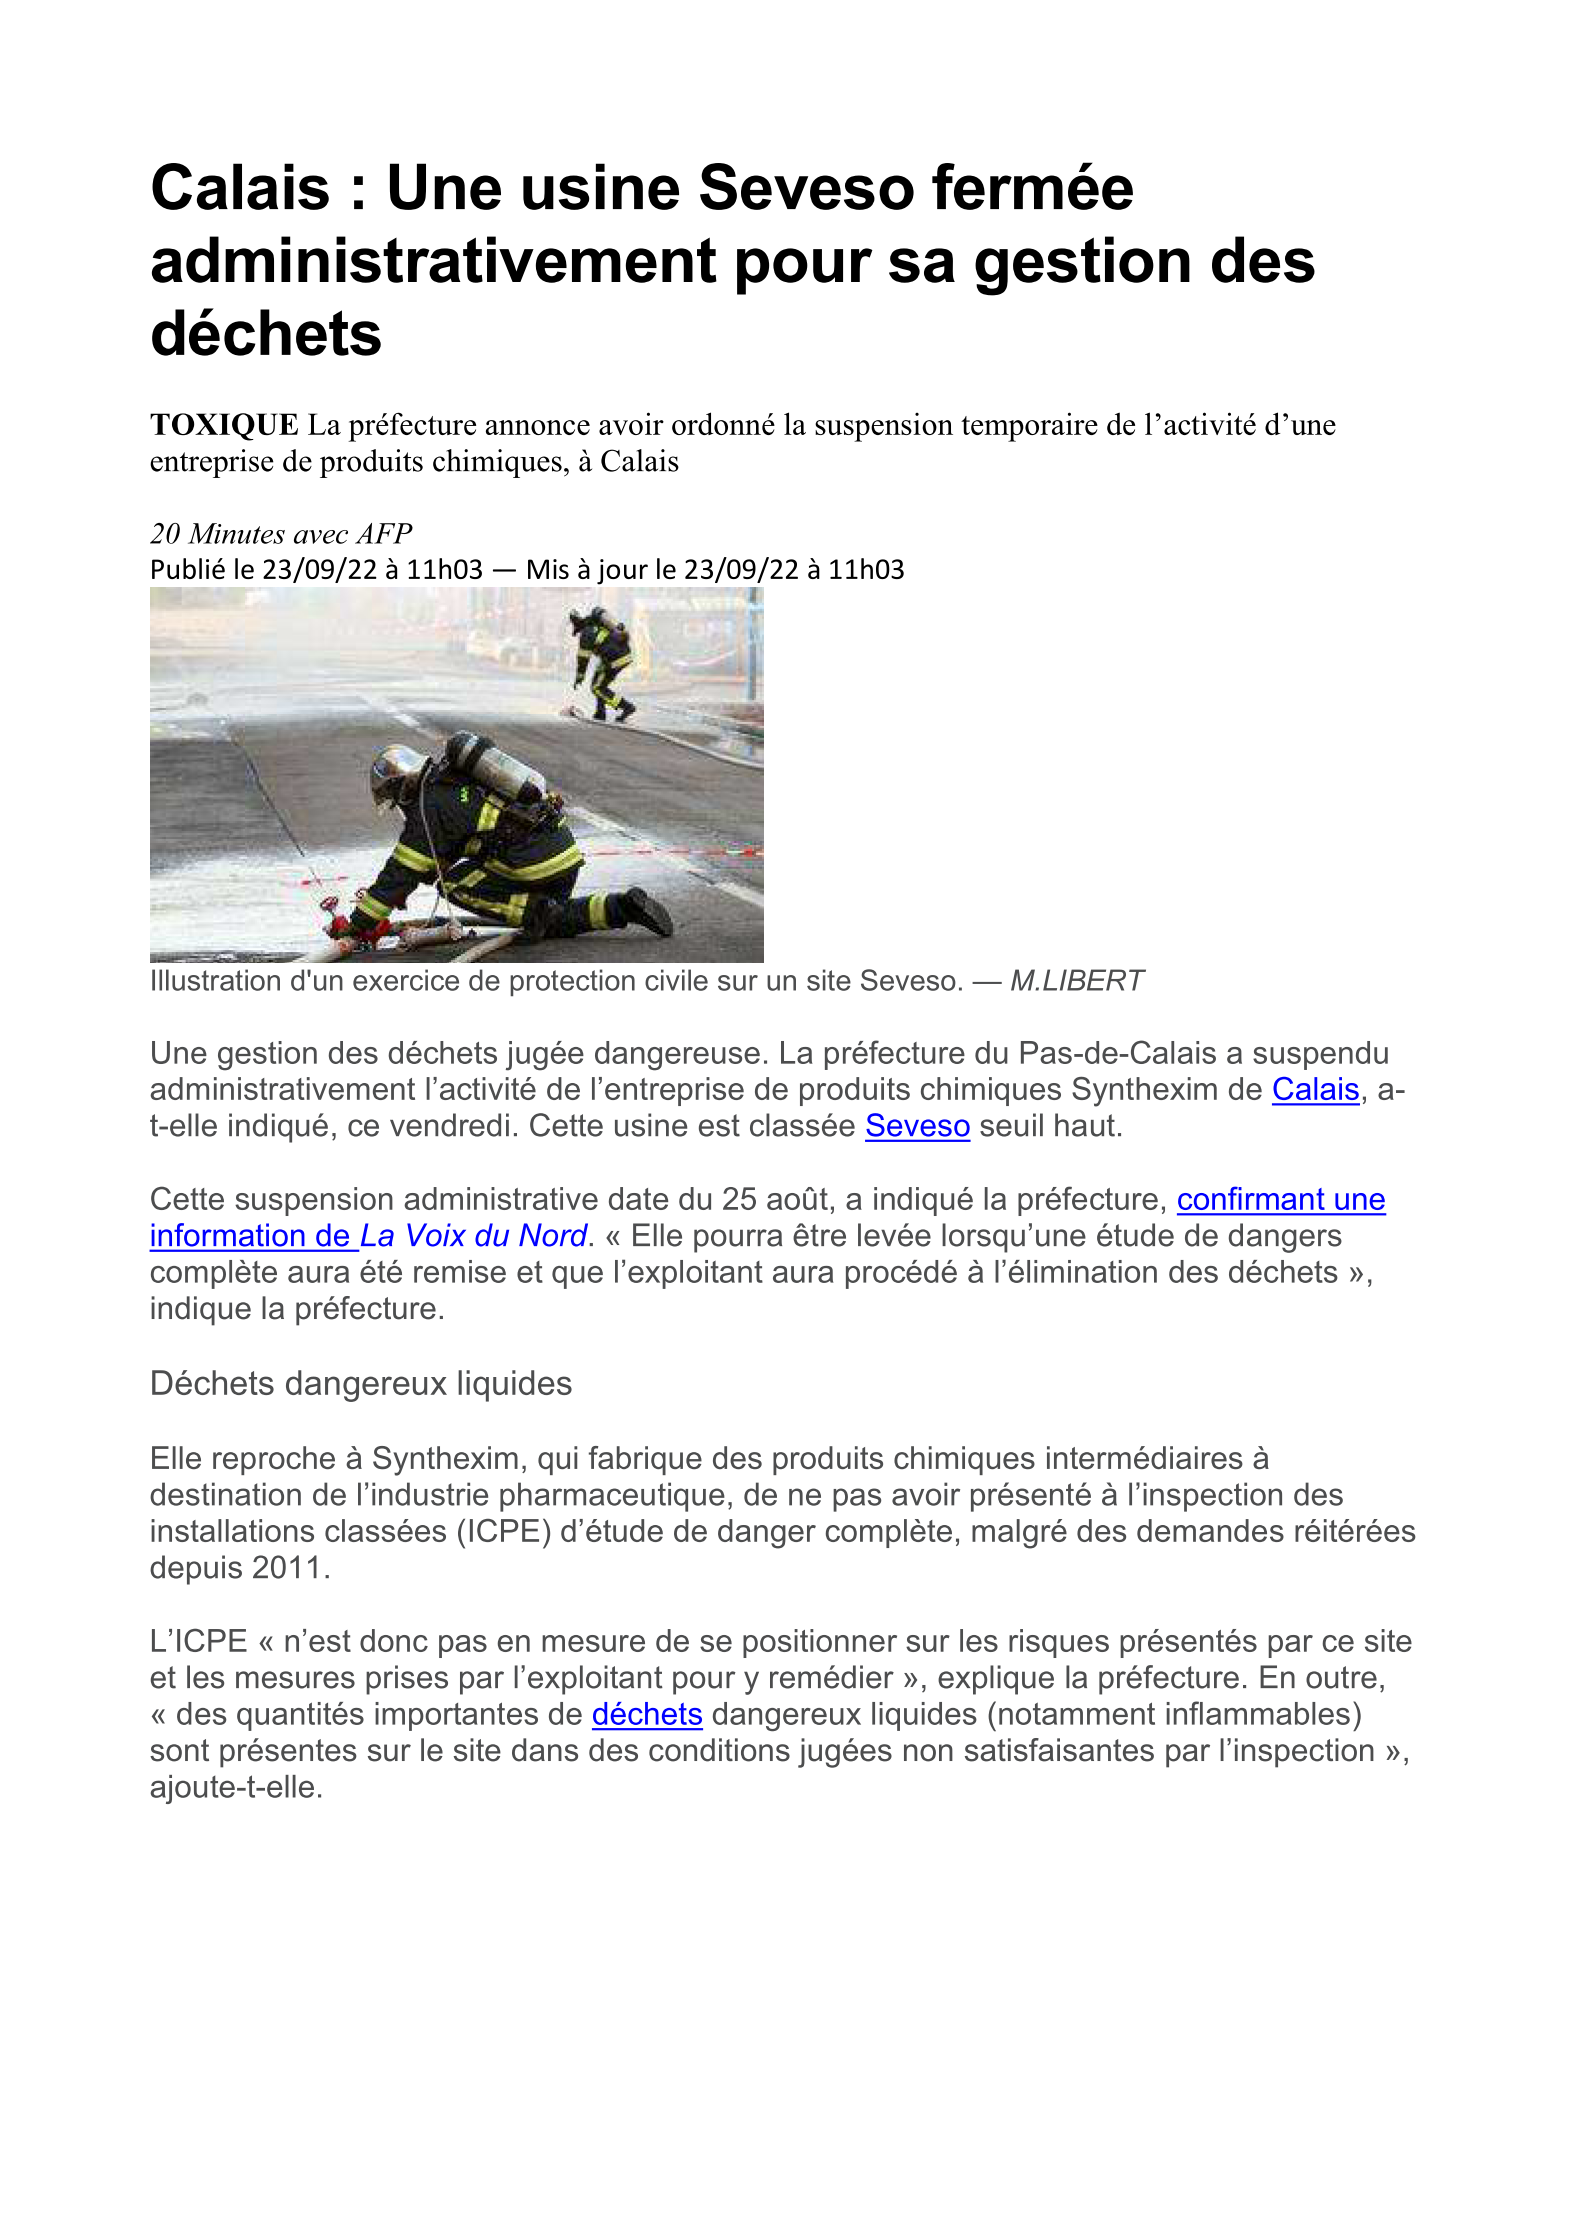 Calais : Une usine Seveso fermée
administrativement pour sa gestion des
déchets
TOXIQUE La préfecture annonce avoir ordonné la suspension temporaire de l’activité d’une
entreprise de produits chimiques, à Calais
20 Minutes avec AFP
Publié le 23/09/22 à 11h03 — Mis à jour le 23/09/22 à 11h03
Illustration d'un exercice de protection civile sur un site Seveso. — M.LIBERT
Une gestion des déchets jugée dangereuse. La préfecture du Pas-de-Calais a suspendu
administrativement l’activité de l’entreprise de produits chimiques Synthexim de Calais, a-
t-elle indiqué, ce vendredi. Cette usine est classée Seveso seuil haut.
Cette suspension administrative date du 25 août, a indiqué la préfecture, confirmant une
information de La Voix du Nord. « Elle pourra être levée lorsqu’une étude de dangers
complète aura été remise et que l’exploitant aura procédé à l’élimination des déchets »,
indique la préfecture.
Déchets dangereux liquides
Elle reproche à Synthexim, qui fabrique des produits chimiques intermédiaires à
destination de l’industrie pharmaceutique, de ne pas avoir présenté à l’inspection des
installations classées (ICPE) d’étude de danger complète, malgré des demandes réitérées
depuis 2011.
L’ICPE « n’est donc pas en mesure de se positionner sur les risques présentés par ce site
et les mesures prises par l’exploitant pour y remédier », explique la préfecture. En outre,
« des quantités importantes de déchets dangereux liquides (notamment inflammables)
sont présentes sur le site dans des conditions jugées non satisfaisantes par l’inspection »,
ajoute-t-elle.